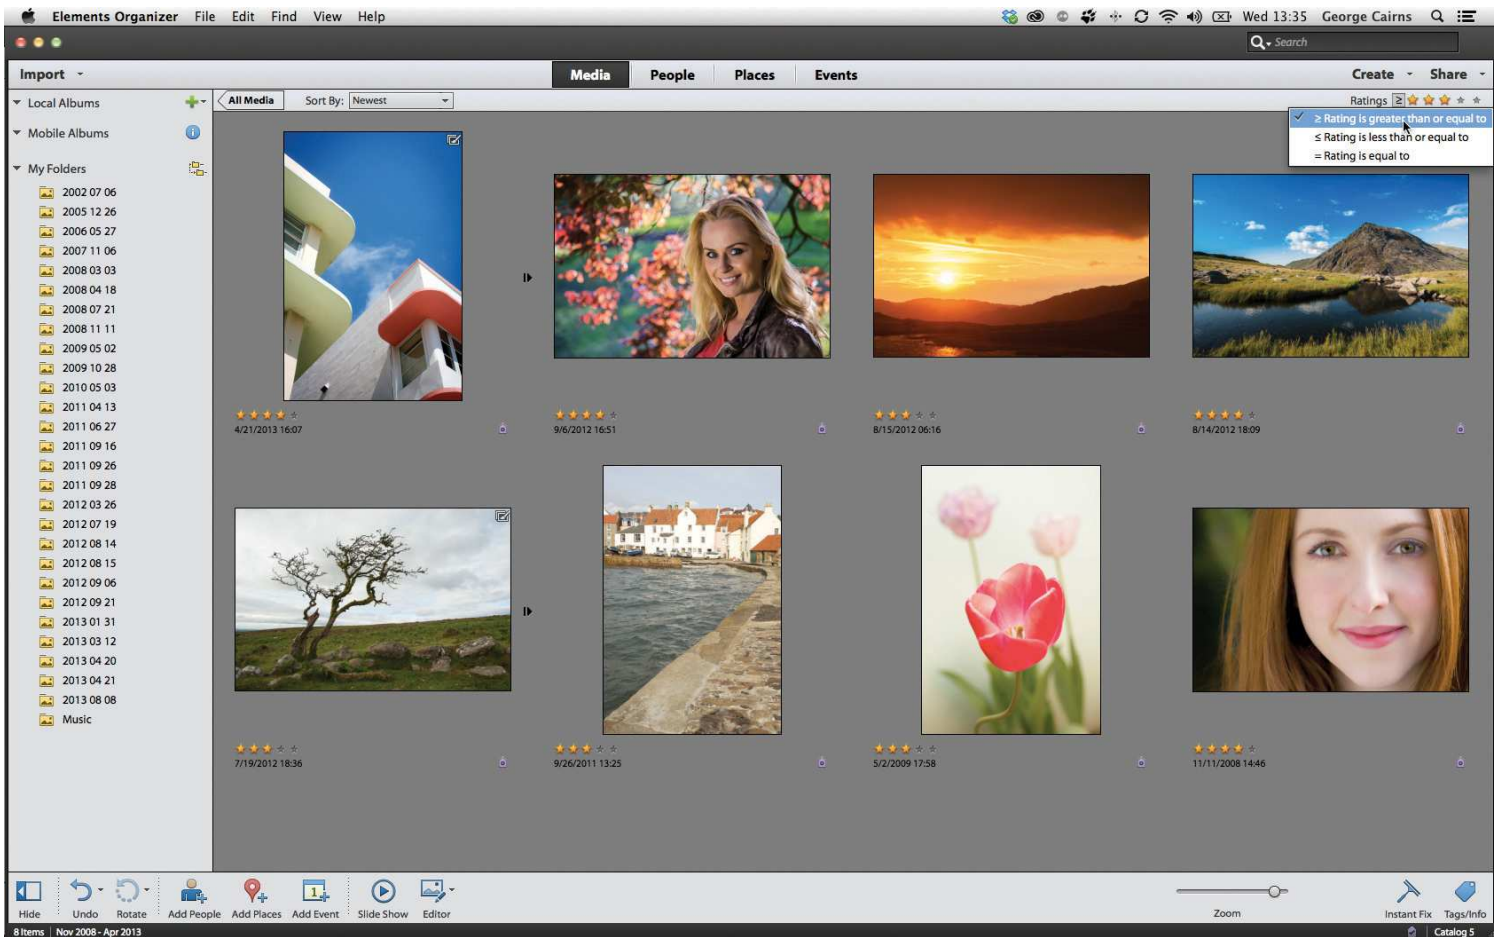 Elements Organizer File Edit Find View Help
Wed 13:35 George Cairns
Search
Import
Media People Places Events
Create Share
Local Albums
Mobile Albums
My Folders
2002 07 06
2005 12 26
2006 05 27
2007 11 06
2008 03 03
2008 04 18
2008 07 21
2008 11 11
2009 05 02
2009 10 28
2010 05 03
2011 04 13
2011 06 27
2011 09 16
2011 09 26
2011 09 28
2012 03 26
2012 07 19
2012 08 14
2012 08 15
2012 09 06
2012 09 21
2013 01 31
2013 03 12
2013 04 20
2013 04 21
2013 08 08
Music
All Media Sort By: Newest
Ratings ≥
≥ Rating is greater than or equal to
≤ Rating is less than or equal to
= Rating is equal to
4/21/2013 16:07
9/6/2012 16:51
8/15/2012 06:16
8/14/2012 18:09
7/19/2012 18:36
9/26/2011 13:25
5/2/2009 17:58
11/11/2008 14:46
1
Hide Undo Rotate Add People Add Places Add Event Slide Show Editor
Zoom
Instant Fix Tags/Info
8 Items Nov 2008 - Apr 2013
Catalog 5